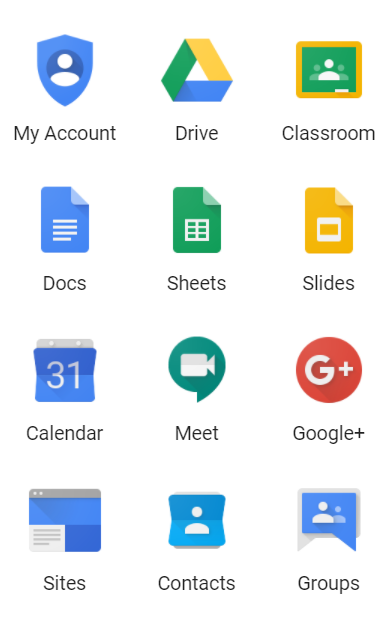 My Account Drive Classroom
Docs Sheets Slides
31
G+
Calendar Meet Google+
Sites Contacts Groups